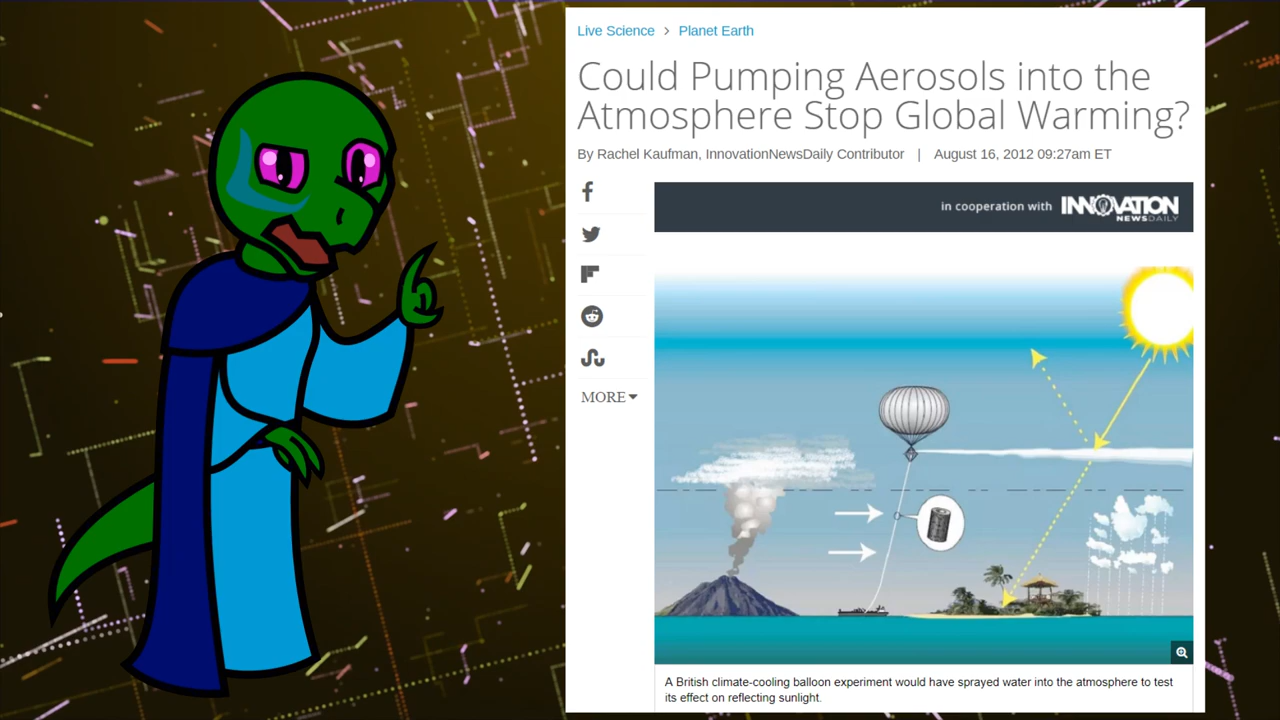 Live Science > Planet Earth
Could Pumping Aerosols into the
Atmosphere Stop Global Warming?
By Rachel Kaufman, InnovationNewsDaily Contributor | August 16, 2012 09:27am ET
in cooperation with INNOVATION
NEWSDAILY
MORE
A British climate-cooling balloon experiment would have sprayed water into the atmosphere to test
its effect on reflecting sunlight.